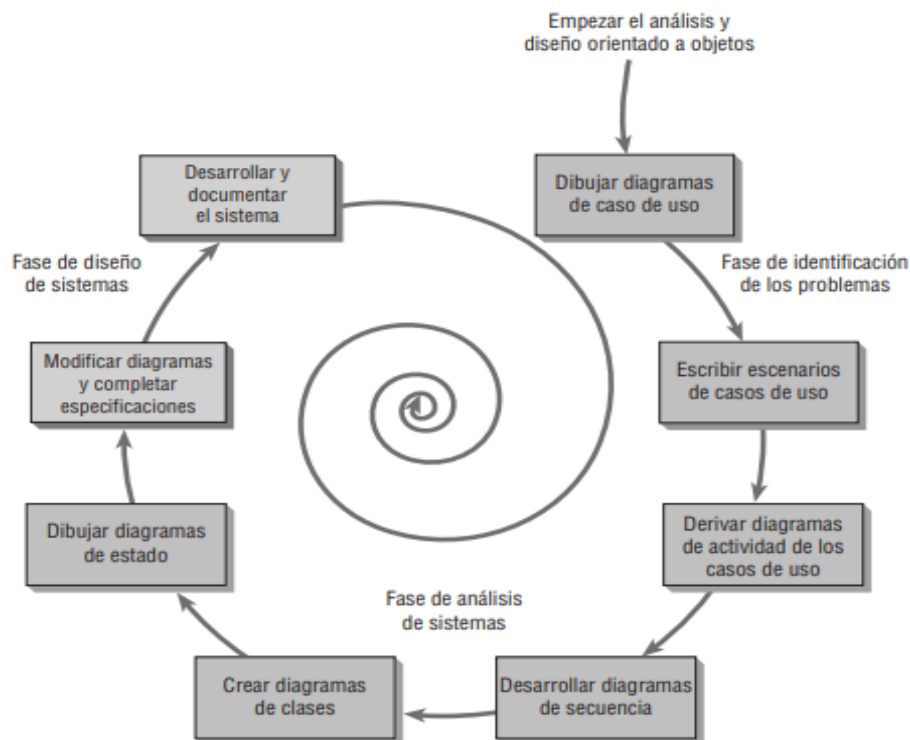 Empezar el análisis y
diseño orientado a objetos
Dibujar diagramas
de caso de uso
Fase de identificación
de los problemas
Escribir escenarios
de casos de uso
Derivar diagramas
de actividad de los
casos de uso
Desarrollar diagramas
de secuencia
Fase de análisis
de sistemas
Crear diagramas
de clases
Dibujar diagramas
de estado
Modificar diagramas
y completar
especificaciones
Fase de diseño
de sistemas
Desarrollar y
documentar
el sistema